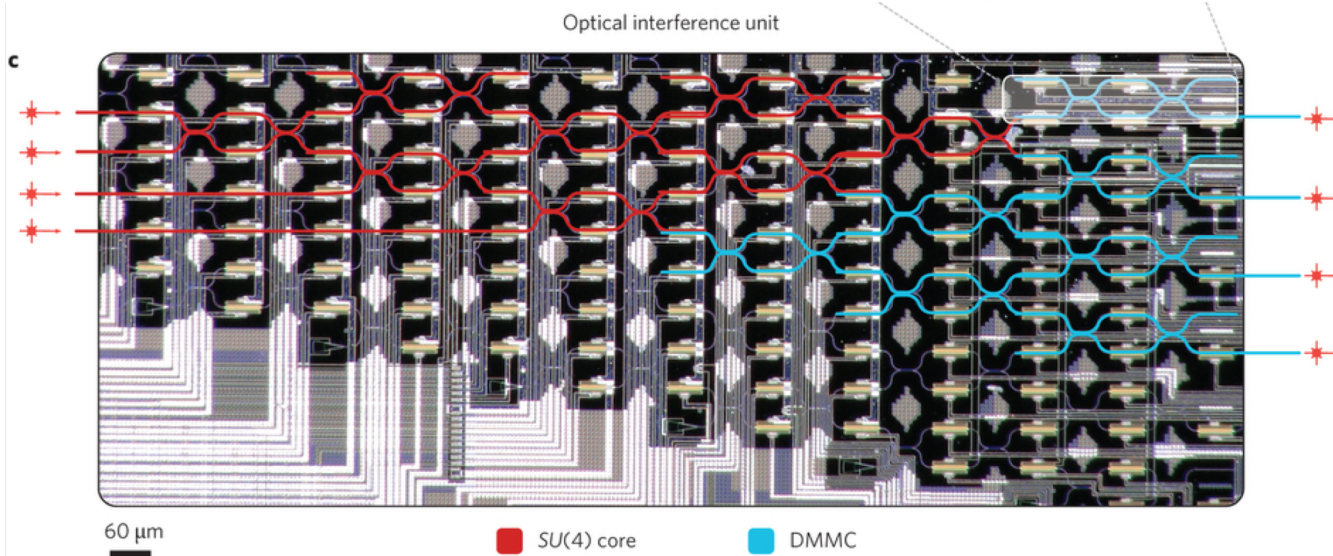 Optical interference unit
c
60 μm
SU(4) core
DMMC